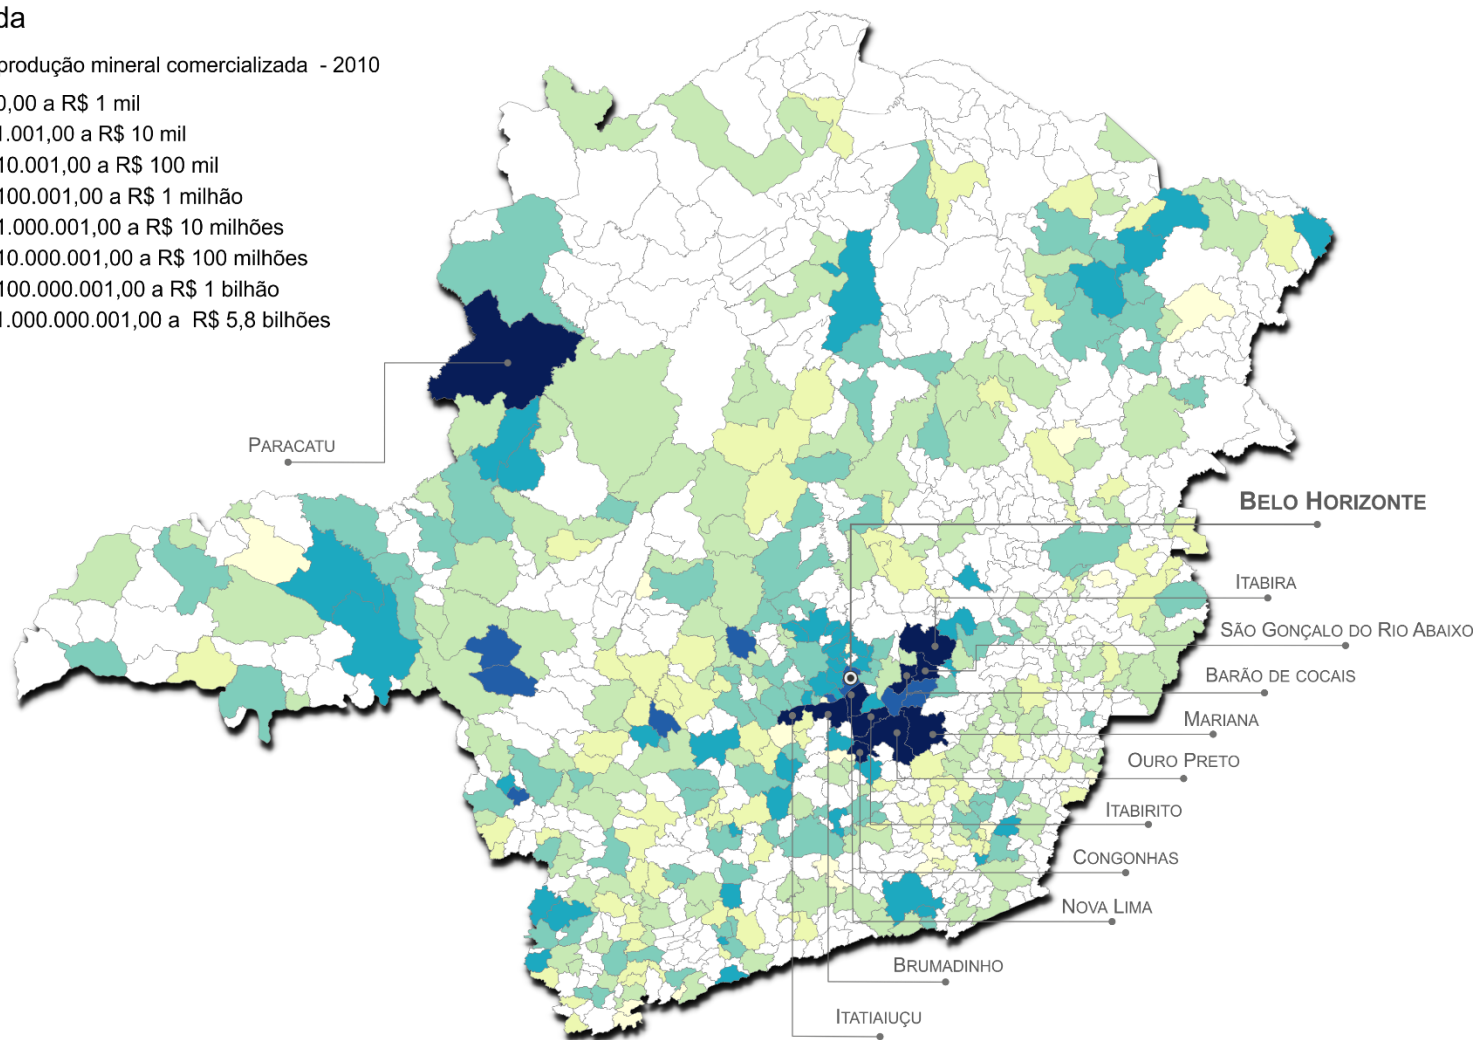 da
produção mineral comercializada - 2010
0,00 a R$ 1 mil
1.001,00 a R$ 10 mil
10.001,00 a R$ 100 mil
100.001,00 a R$ 1 milhão
1.000.001,00 a R$ 10 milhões
10.000.001,00 a R$ 100 milhões
100.000.001,00 a R$ 1 bilhão
1.000.000.001,00 a R$ 5,8 bilhões
PARACATU
BELO HORIZONTE
ITABIRA
SÃO GONÇALO DO RIO ABAIXO
BARÃO DE COCAIS
MARIANA
OURO PRETO
ITABIRITO
CONGONHAS
NOVA LIMA
BRUMADINHO
ITATIAIUÇU